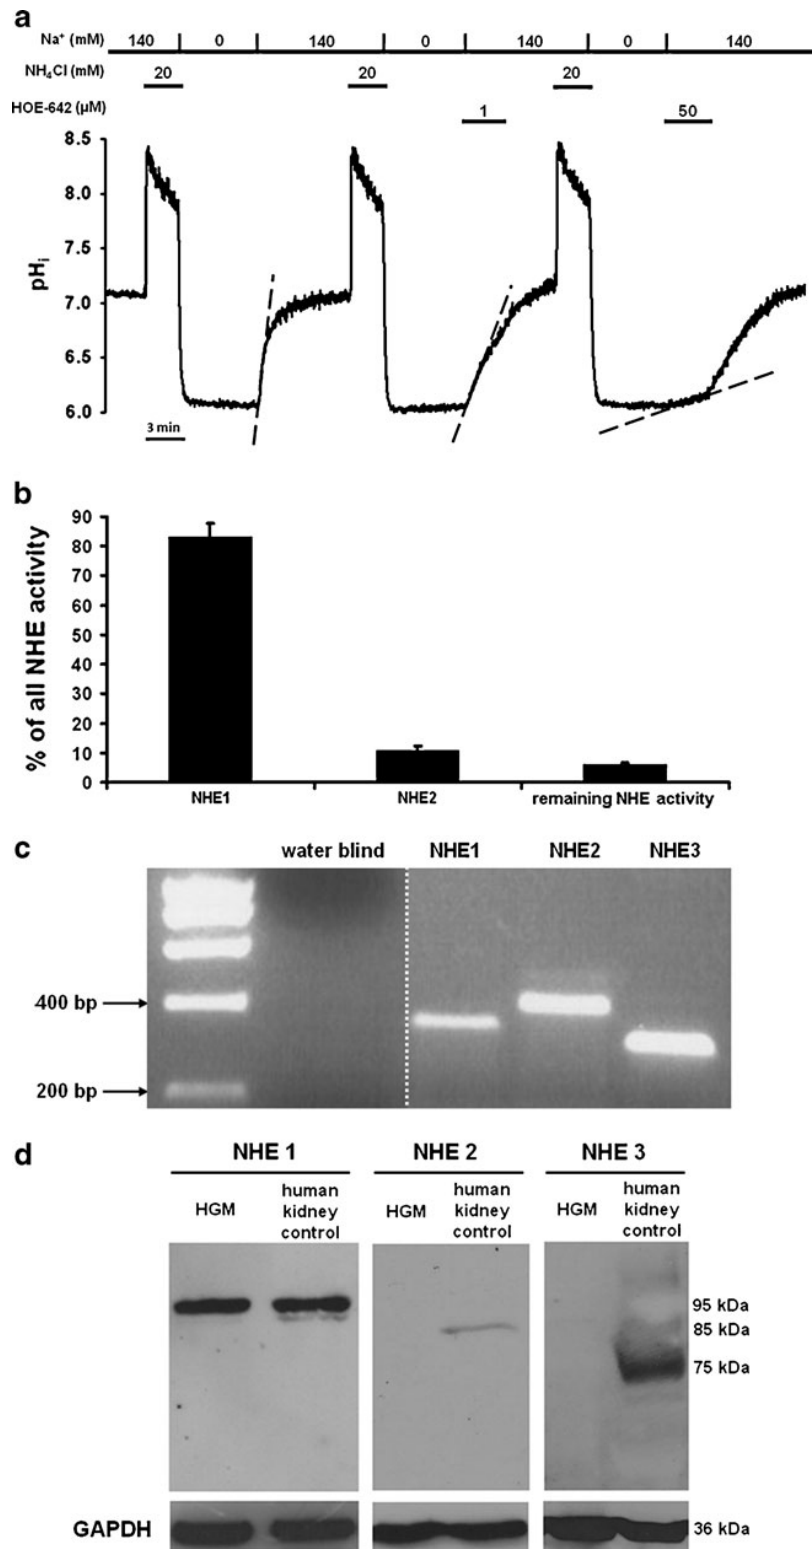 a
Na⁺ (mM) 140 0 140 0 140 0 140
NH₄Cl (mM) 20 20 20
HOE-642 (µM) 1 50
8.5
8.0
7.5
7.0
6.5
6.0
pHᵢ
3 min
b
% of all NHE activity
90
80
70
60
50
40
30
20
10
0
NHE1 NHE2 remaining NHE activity
c
water blind NHE1 NHE2 NHE3
400 bp
200 bp
d
NHE 1 NHE 2 NHE 3
HGM human kidney control HGM human kidney control HGM human kidney control
95 kDa
85 kDa
75 kDa
GAPDH 36 kDa